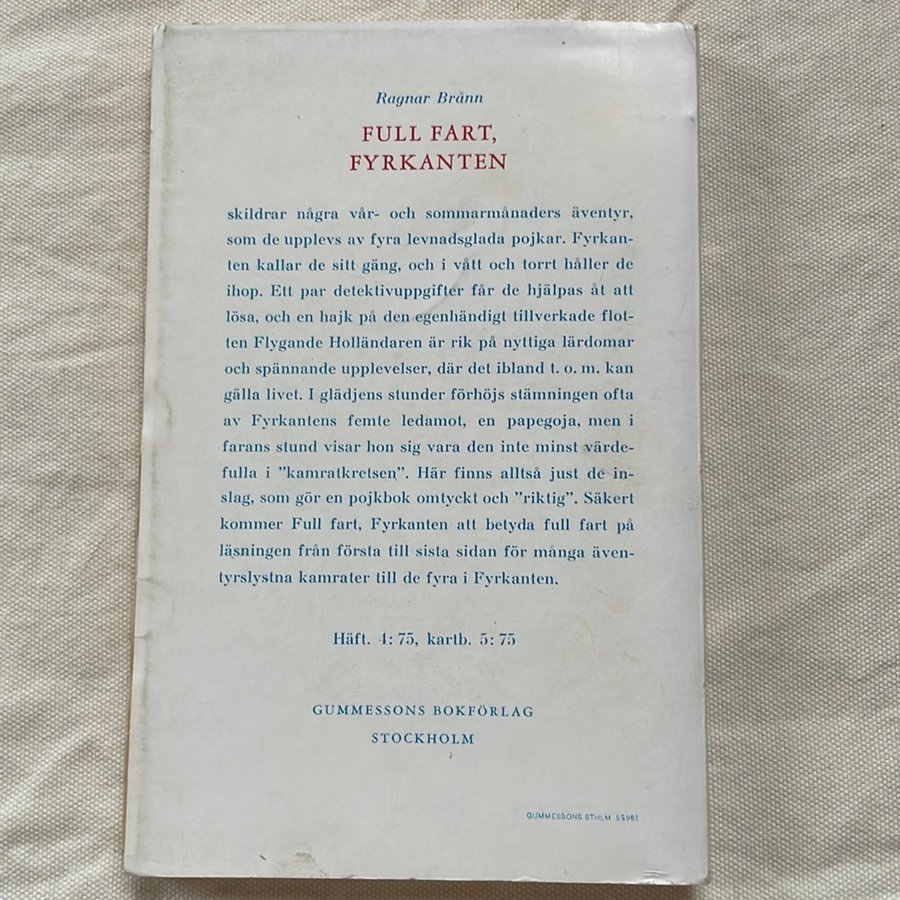 Ragnar Brånn
FULL FART,
FYRKANTEN
skildrar några vår- och sommarmånaders äventyr,
som de upplevs av fyra levnadsglada pojkar. Fyrkan-
ten kallar de sitt gäng, och i vått och torrt håller de
ihop. Ett par detektivuppgifter får de hjälpas åt att
lösa, och en hajk på den egenhändigt tillverkade flot-
ten Flygande Holländaren är rik på nyttiga lärdomar
och spännande upplevelser, där det ibland t. o. m. kan
gälla livet. I glädjens stunder förhöjs stämningen ofta
av Fyrkantens femte ledamot, en papegoja, men i
farans stund visar hon sig vara den inte minst värde-
fulla i ”kamratkretsen”. Här finns alltså just de in-
slag, som gör en pojkbok omtyckt och ”riktig”. Säkert
kommer Full fart, Fyrkanten att betyda full fart på
läsningen från första till sista sidan för många även-
tyrslystna kamrater till de fyra i Fyrkanten.
Häft. 4: 75, kartb. 5: 75
GUMMESSONS BOKFÖRLAG
STOCKHOLM
GUMMESSONS STHLM